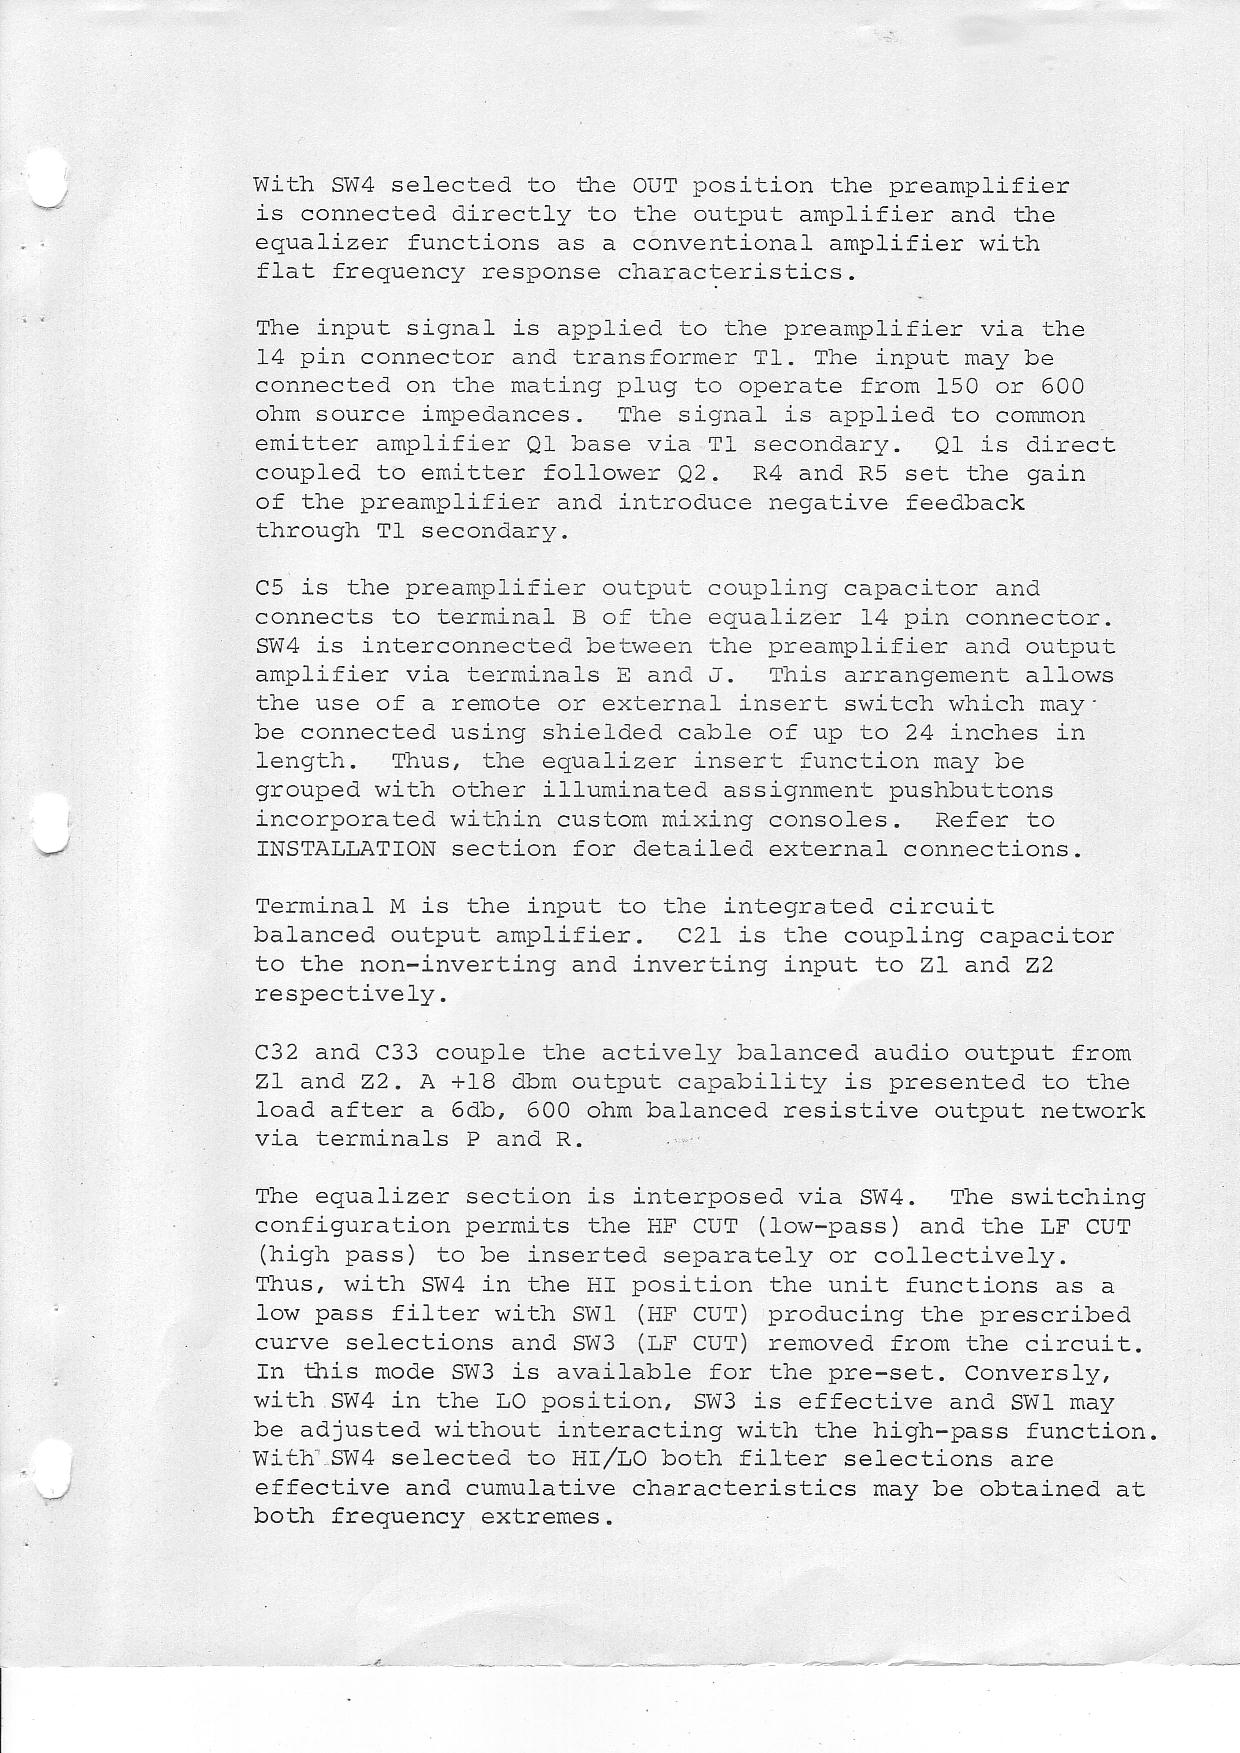 With SW4 selected to the OUT position the preamplifier
is connected directly to the output amplifier and the
equalizer functions as a conventional amplifier with
flat frequency response characteristics.
The input signal is applied to the preamplifier via the
14 pin connector and transformer T1. The input may be
connected on the mating plug to operate from 150 or 600
ohm source impedances.  The signal is applied to common
emitter amplifier Q1 base via T1 secondary.  Q1 is direct
coupled to emitter follower Q2.  R4 and R5 set the gain
of the preamplifier and introduce negative feedback
through T1 secondary.
C5 is the preamplifier output coupling capacitor and
connects to terminal B of the equalizer 14 pin connector.
SW4 is interconnected between the preamplifier and output
amplifier via terminals E and J.  This arrangement allows
the use of a remote or external insert switch which may
be connected using shielded cable of up to 24 inches in
length.  Thus, the equalizer insert function may be
grouped with other illuminated assignment pushbuttons
incorporated within custom mixing consoles.  Refer to
INSTALLATION section for detailed external connections.
Terminal M is the input to the integrated circuit
balanced output amplifier.  C21 is the coupling capacitor
to the non-inverting and inverting input to Z1 and Z2
respectively.
C32 and C33 couple the actively balanced audio output from
Z1 and Z2. A +18 dbm output capability is presented to the
load after a 6db, 600 ohm balanced resistive output network
via terminals P and R.
The equalizer section is interposed via SW4.  The switching
configuration permits the HF CUT (low-pass) and the LF CUT
(high pass) to be inserted separately or collectively.
Thus, with SW4 in the HI position the unit functions as a
low pass filter with SW1 (HF CUT) producing the prescribed
curve selections and SW3 (LF CUT) removed from the circuit.
In this mode SW3 is available for the pre-set. Conversly,
with SW4 in the LO position, SW3 is effective and SW1 may
be adjusted without interacting with the high-pass function.
With SW4 selected to HI/LO both filter selections are
effective and cumulative characteristics may be obtained at
both frequency extremes.